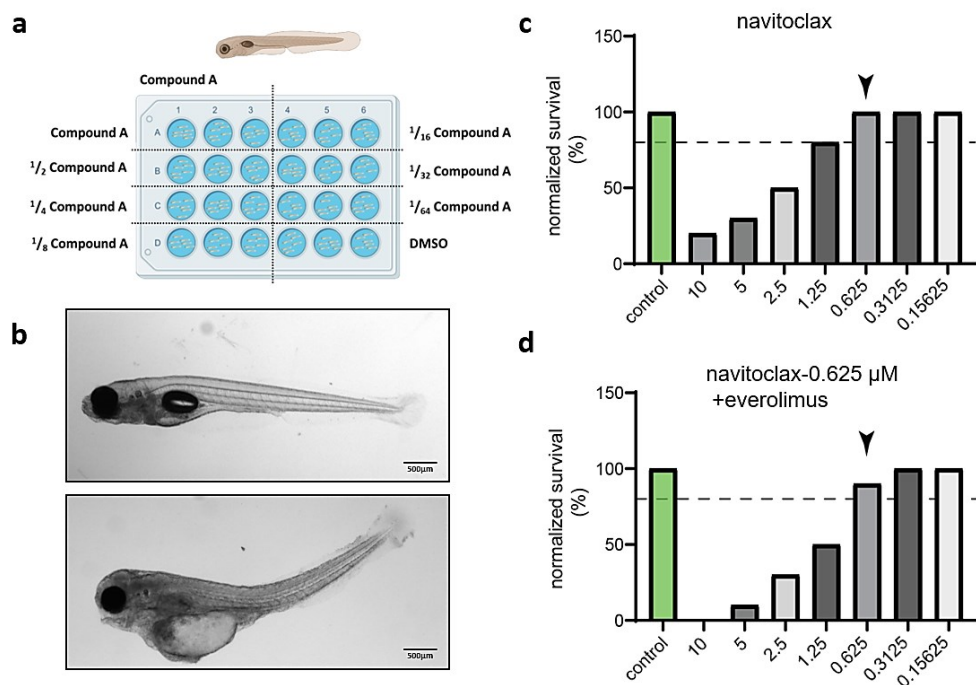 a
Compound A
1 2 3 4 5 6
A
B
C
D
Compound A
1/2 Compound A
1/4 Compound A
1/8 Compound A
1/16 Compound A
1/32 Compound A
1/64 Compound A
DMSO
b
500µm
500µm
c
navitoclax
normalized survival
(%)
150
100
50
0
control
10
5
2.5
1.25
0.625
0.3125
0.15625
d
navitoclax-0.625 µM
+everolimus
normalized survival
(%)
150
100
50
0
control
10
5
2.5
1.25
0.625
0.3125
0.15625